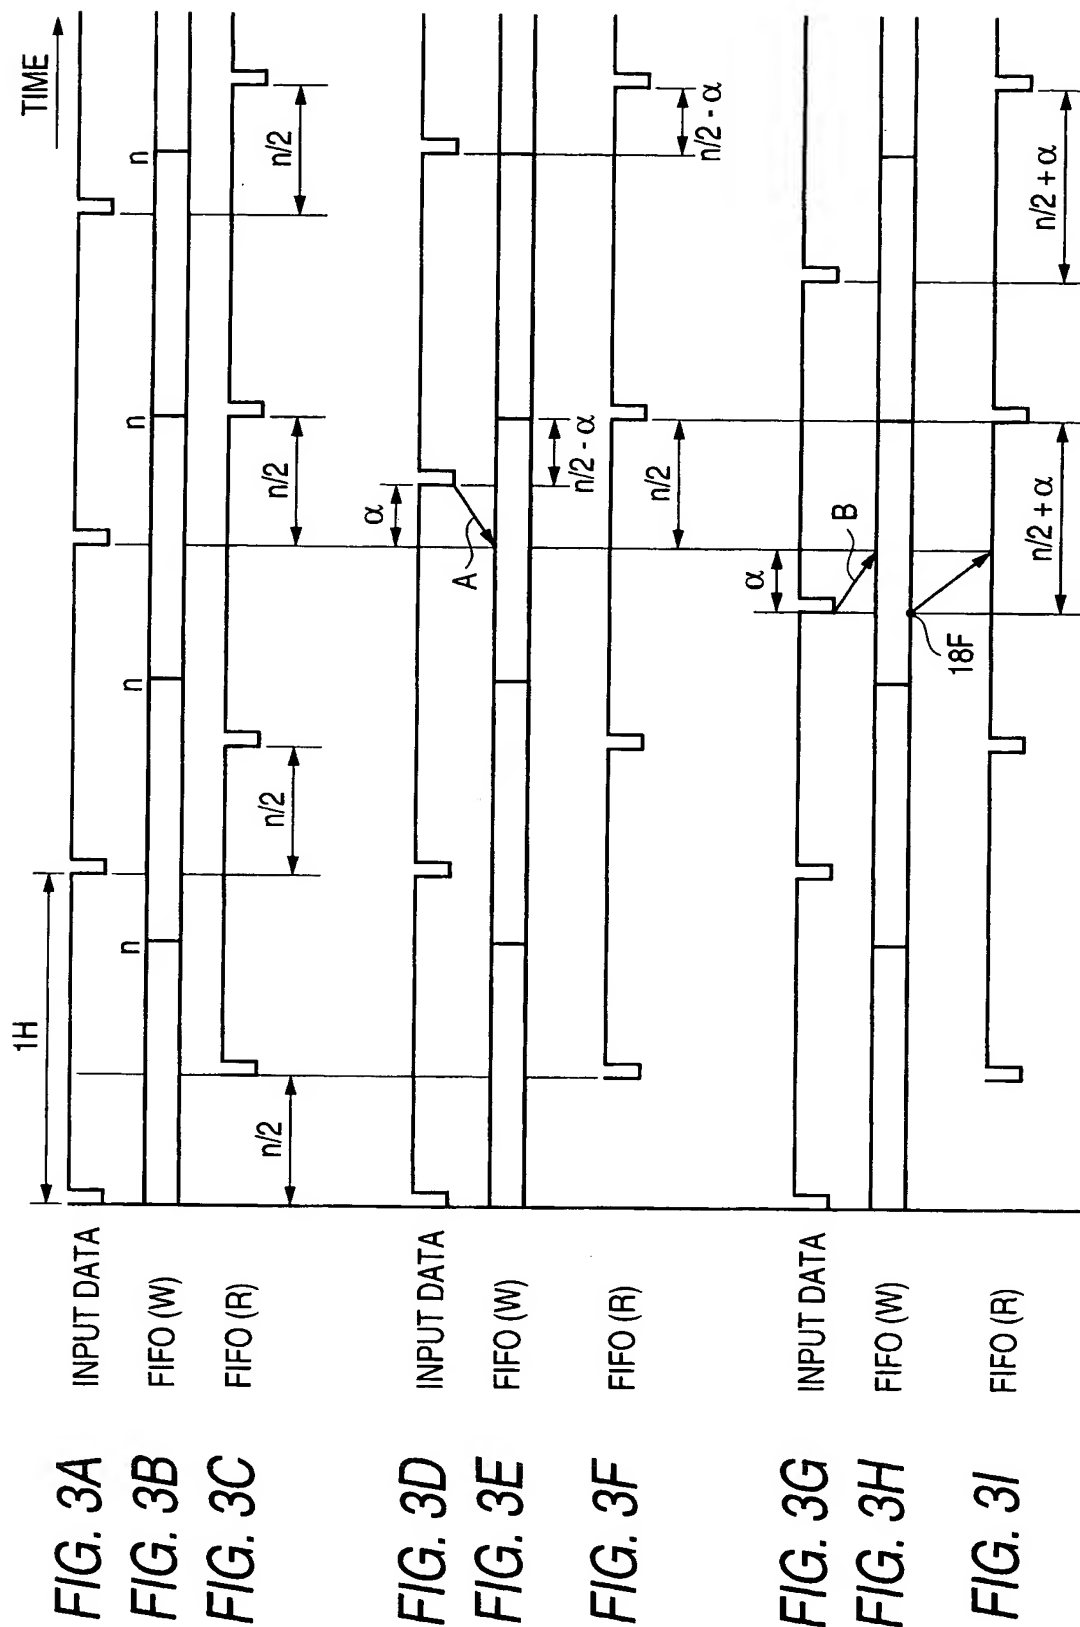 TIME
FIG. 3A
INPUT DATA
1H
FIG. 3B
FIFO (W)
n
n
n
n
FIG. 3C
FIFO (R)
n/2
n/2
n/2
n/2
FIG. 3D
INPUT DATA
α
A
FIG. 3E
FIFO (W)
n/2 - α
FIG. 3F
FIFO (R)
n/2
n/2 - α
FIG. 3G
INPUT DATA
α
B
FIG. 3H
FIFO (W)
18F
FIG. 3I
FIFO (R)
n/2 + α
n/2 + α